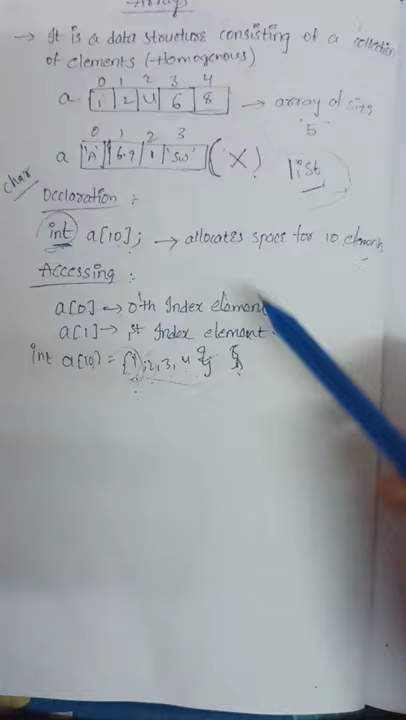 Arrays
→ It is a data structure consisting of a collection
of elements (-Homogenous)
0 1 2 3 4
a 1 2 4 6 8 → array of size
"5"
0 1 2 3
a 'A' 6.9 1 'sw' (X) list
char
Declaration :-
int a[10]; → allocates space for 10 elements
Accessing :-
a[0] → 0'th Index element
a[1] → 1st Index element.
int a[10] = {1, 2, 3, 4